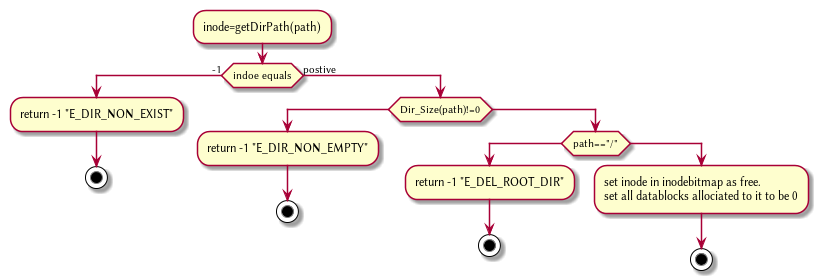 inode=getDirPath(path)
-1
indoe equals
postive
return -1 "E_DIR_NON_EXIST"
Dir_Size(path)!=0
return -1 "E_DIR_NON_EMPTY"
path=="/"
return -1 "E_DEL_ROOT_DIR"
set inode in inodebitmap as free.
set all datablocks allociated to it to be 0